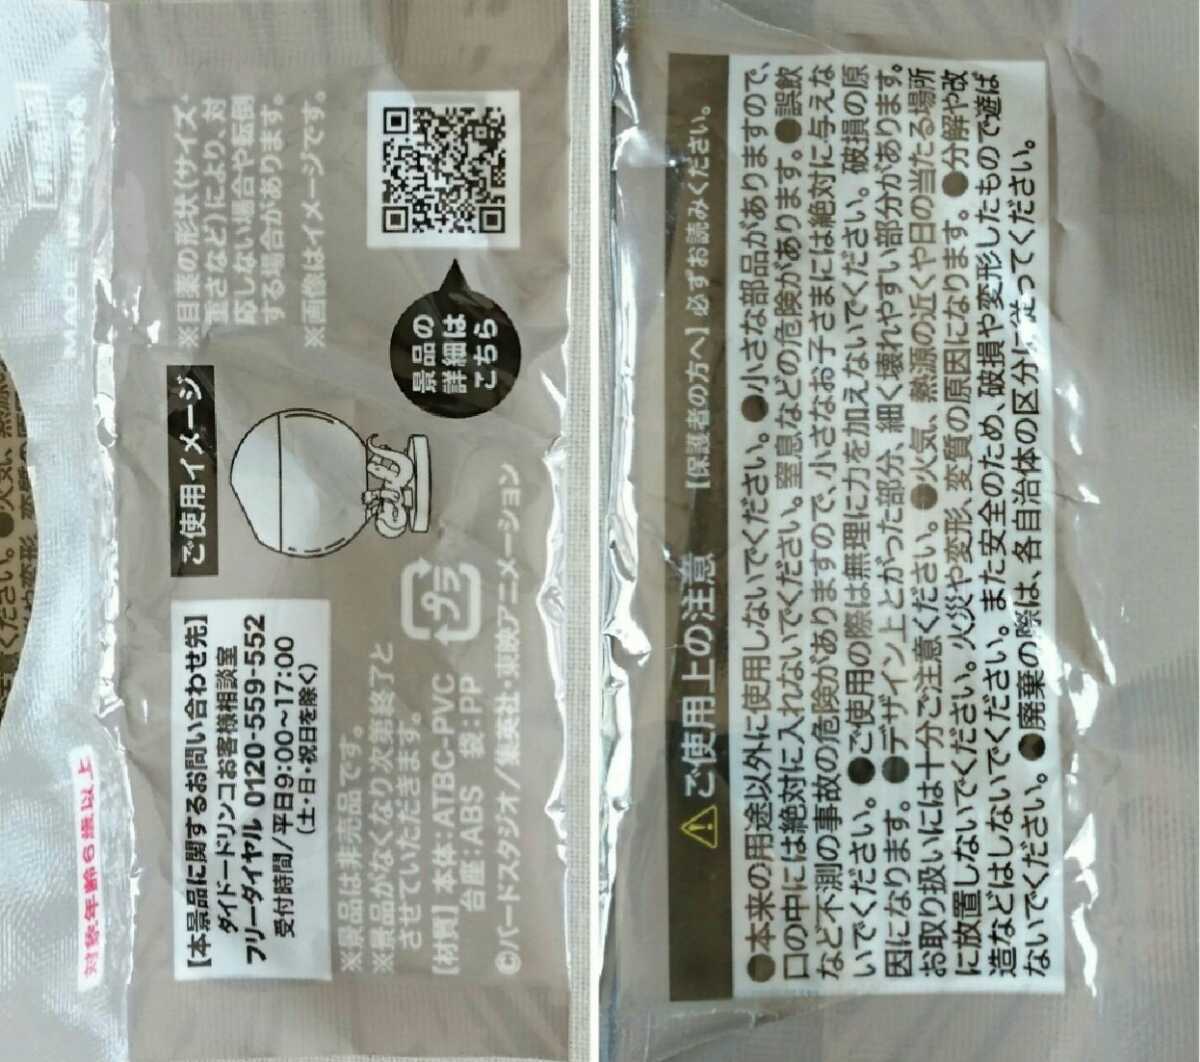 MADE IN CHINA
対象年齢6歳以上
【本景品に関するお問い合わせ先】
ダイドードリンコお客様相談室
フリーダイヤル 0120-559-552
受付時間/平日9:00〜17:00
(土・日・祝日を除く)
ご使用イメージ
※目薬の形状(サイズ・
重さなど)により、対
応しない場合や転倒
する場合があります。
※画像はイメージです。
景品の
詳細は
こちら
※景品は非売品です。
※景品がなくなり次第終了と
させていただきます。
[材質] 本体:ATBC-PVC
台座:ABS 袋:PP
プラ
©バードスタジオ/集英社・東映アニメーション
⚠ご使用上の注意 【保護者の方へ】必ずお読みください。
●本来の用途以外に使用しないでください。●小さな部品がありますので、
口の中には絶対に入れないでください。窒息などの危険があります。●誤飲
など不測の事故の危険がありますので、小さなお子さまには絶対に与えな
いでください。●ご使用の際は無理に力を加えないでください。破損の原
因になります。●デザイン上とがった部分、細く壊れやすい部分があります。
お取り扱いには十分ご注意ください。●火気、熱源の近くや日の当たる場所
に放置しないでください。火災や変形、変質の原因になります。●分解や改
造などはしないでください。また安全のため、破損や変形したもので遊ば
ないでください。●廃棄の際は、各自治体の区分に従ってください。